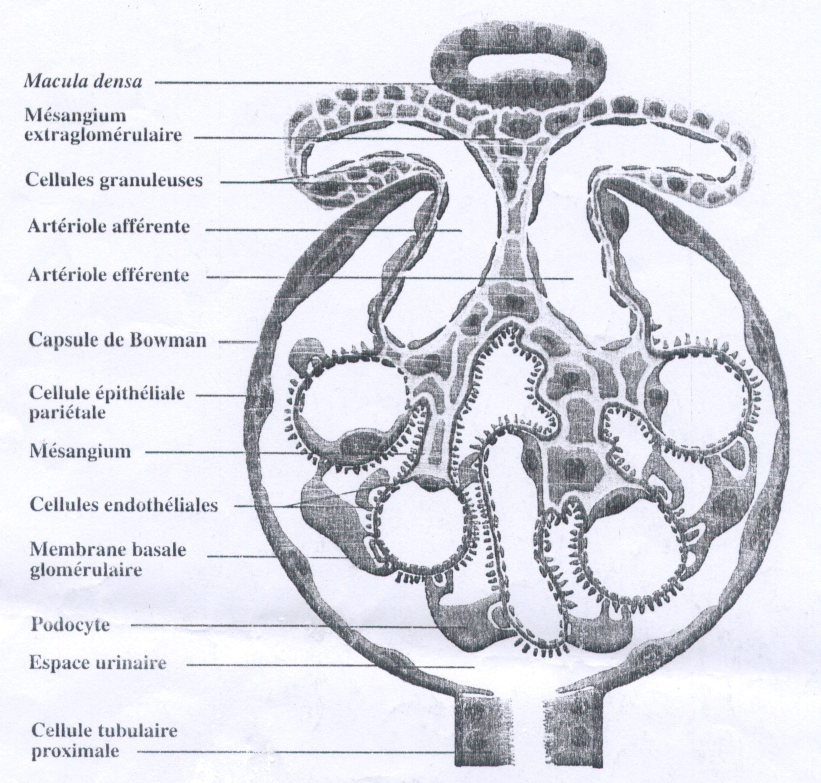 Macula densa
Mésangium
extraglomérulaire
Cellules granuleuses
Artériole afférente
Artériole efférente
Capsule de Bowman
Cellule épithéliale
pariétale
Mésangium
Cellules endothéliales
Membrane basale
glomérulaire
Podocyte
Espace urinaire
Cellule tubulaire
proximale